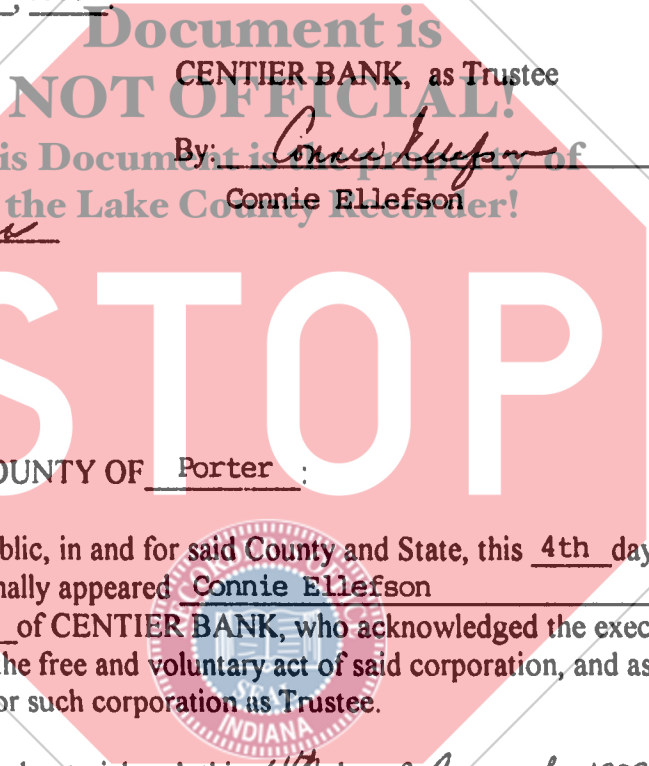 Document is
CENTIER BANK, as Trustee
NOT OFFICIAL!
By: Connie Ellefson
is Document is the property of
Connie Ellefson
the Lake County Recorder!
STOP
OUNTY OF Porter :
blic, in and for said County and State, this 4th day
nally appeared Connie Ellefson
of CENTIER BANK, who acknowledged the exec
he free and voluntary act of said corporation, and as
or such corporation as Trustee.
SEAL
INDIANA